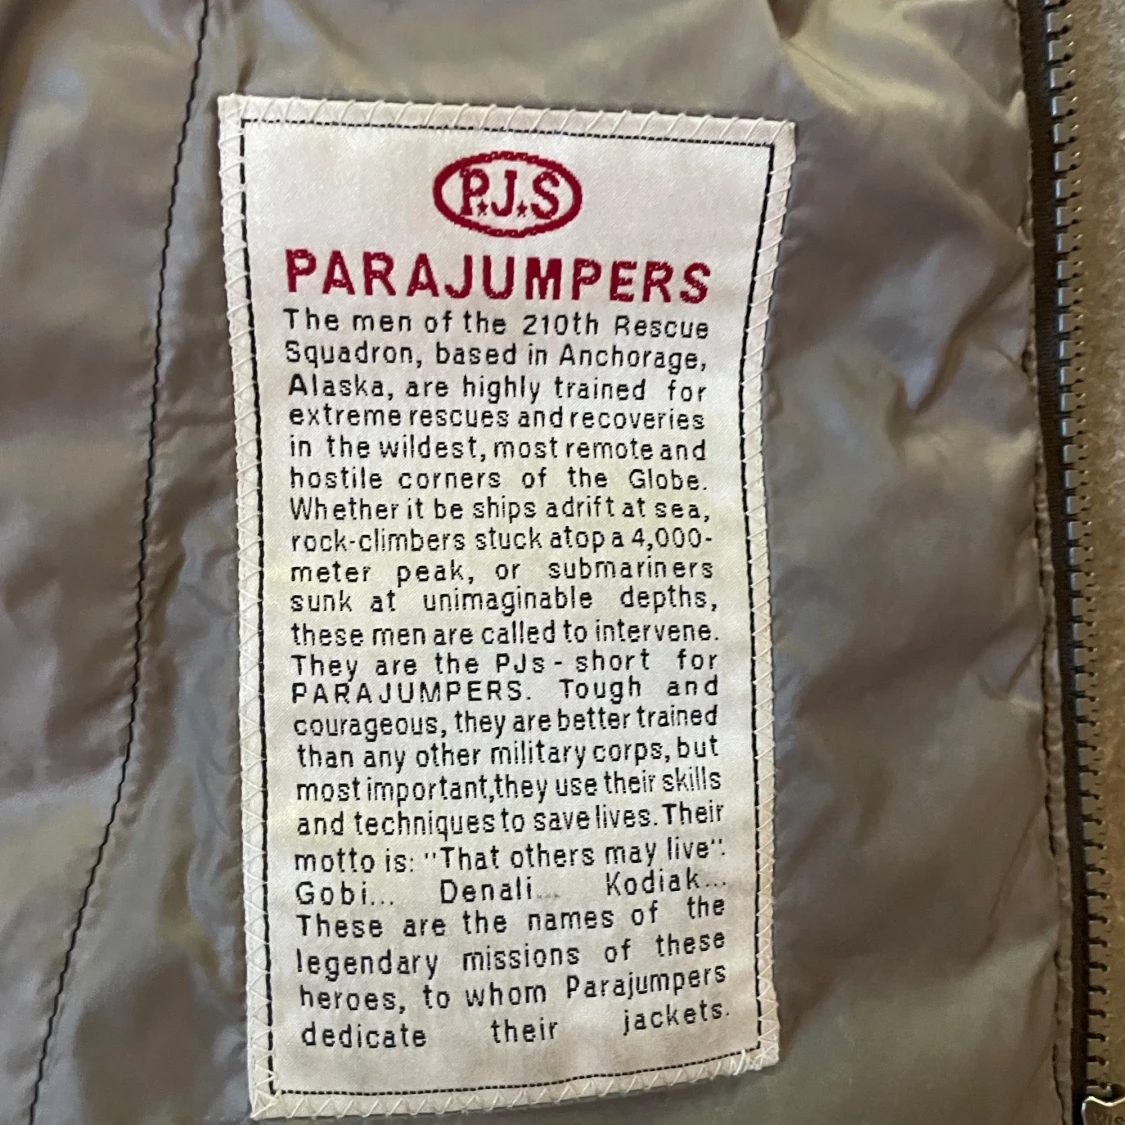 P.J.S
PARAJUMPERS
The men of the 210th Rescue
Squadron, based in Anchorage,
Alaska, are highly trained for
extreme rescues and recoveries
in the wildest, most remote and
hostile corners of the Globe.
Whether it be ships adrift at sea,
rock-climbers stuck atop a 4,000-
meter peak, or submariners
sunk at unimaginable depths,
these men are called to intervene.
They are the PJs - short for
PARAJUMPERS. Tough and
courageous, they are better trained
than any other military corps, but
most important,they use their skills
and techniques to save lives. Their
motto is: "That others may live".
Gobi... Denali... Kodiak...
These are the names of the
legendary missions of these
heroes, to whom Parajumpers
dedicate their jackets.